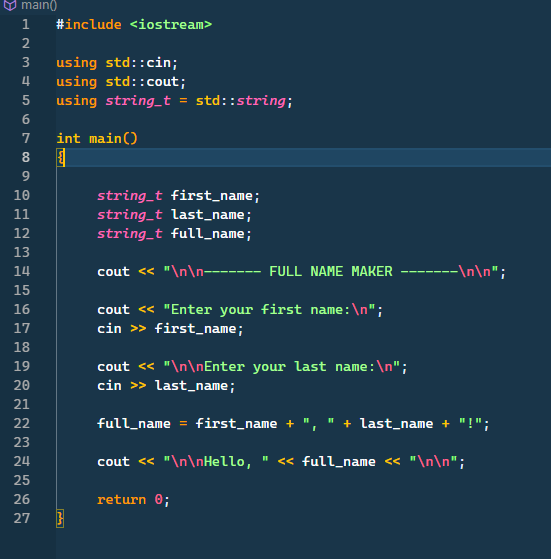 main()
1 #include <iostream>
2
3 using std::cin;
4 using std::cout;
5 using string_t = std::string;
6
7 int main()
8 {
9
10 string_t first_name;
11 string_t last_name;
12 string_t full_name;
13
14 cout << "\n\n------- FULL NAME MAKER -------\n\n";
15
16 cout << "Enter your first name:\n";
17 cin >> first_name;
18
19 cout << "\n\nEnter your last name:\n";
20 cin >> last_name;
21
22 full_name = first_name + ", " + last_name + "!";
23
24 cout << "\n\nHello, " << full_name << "\n\n";
25
26 return 0;
27 }